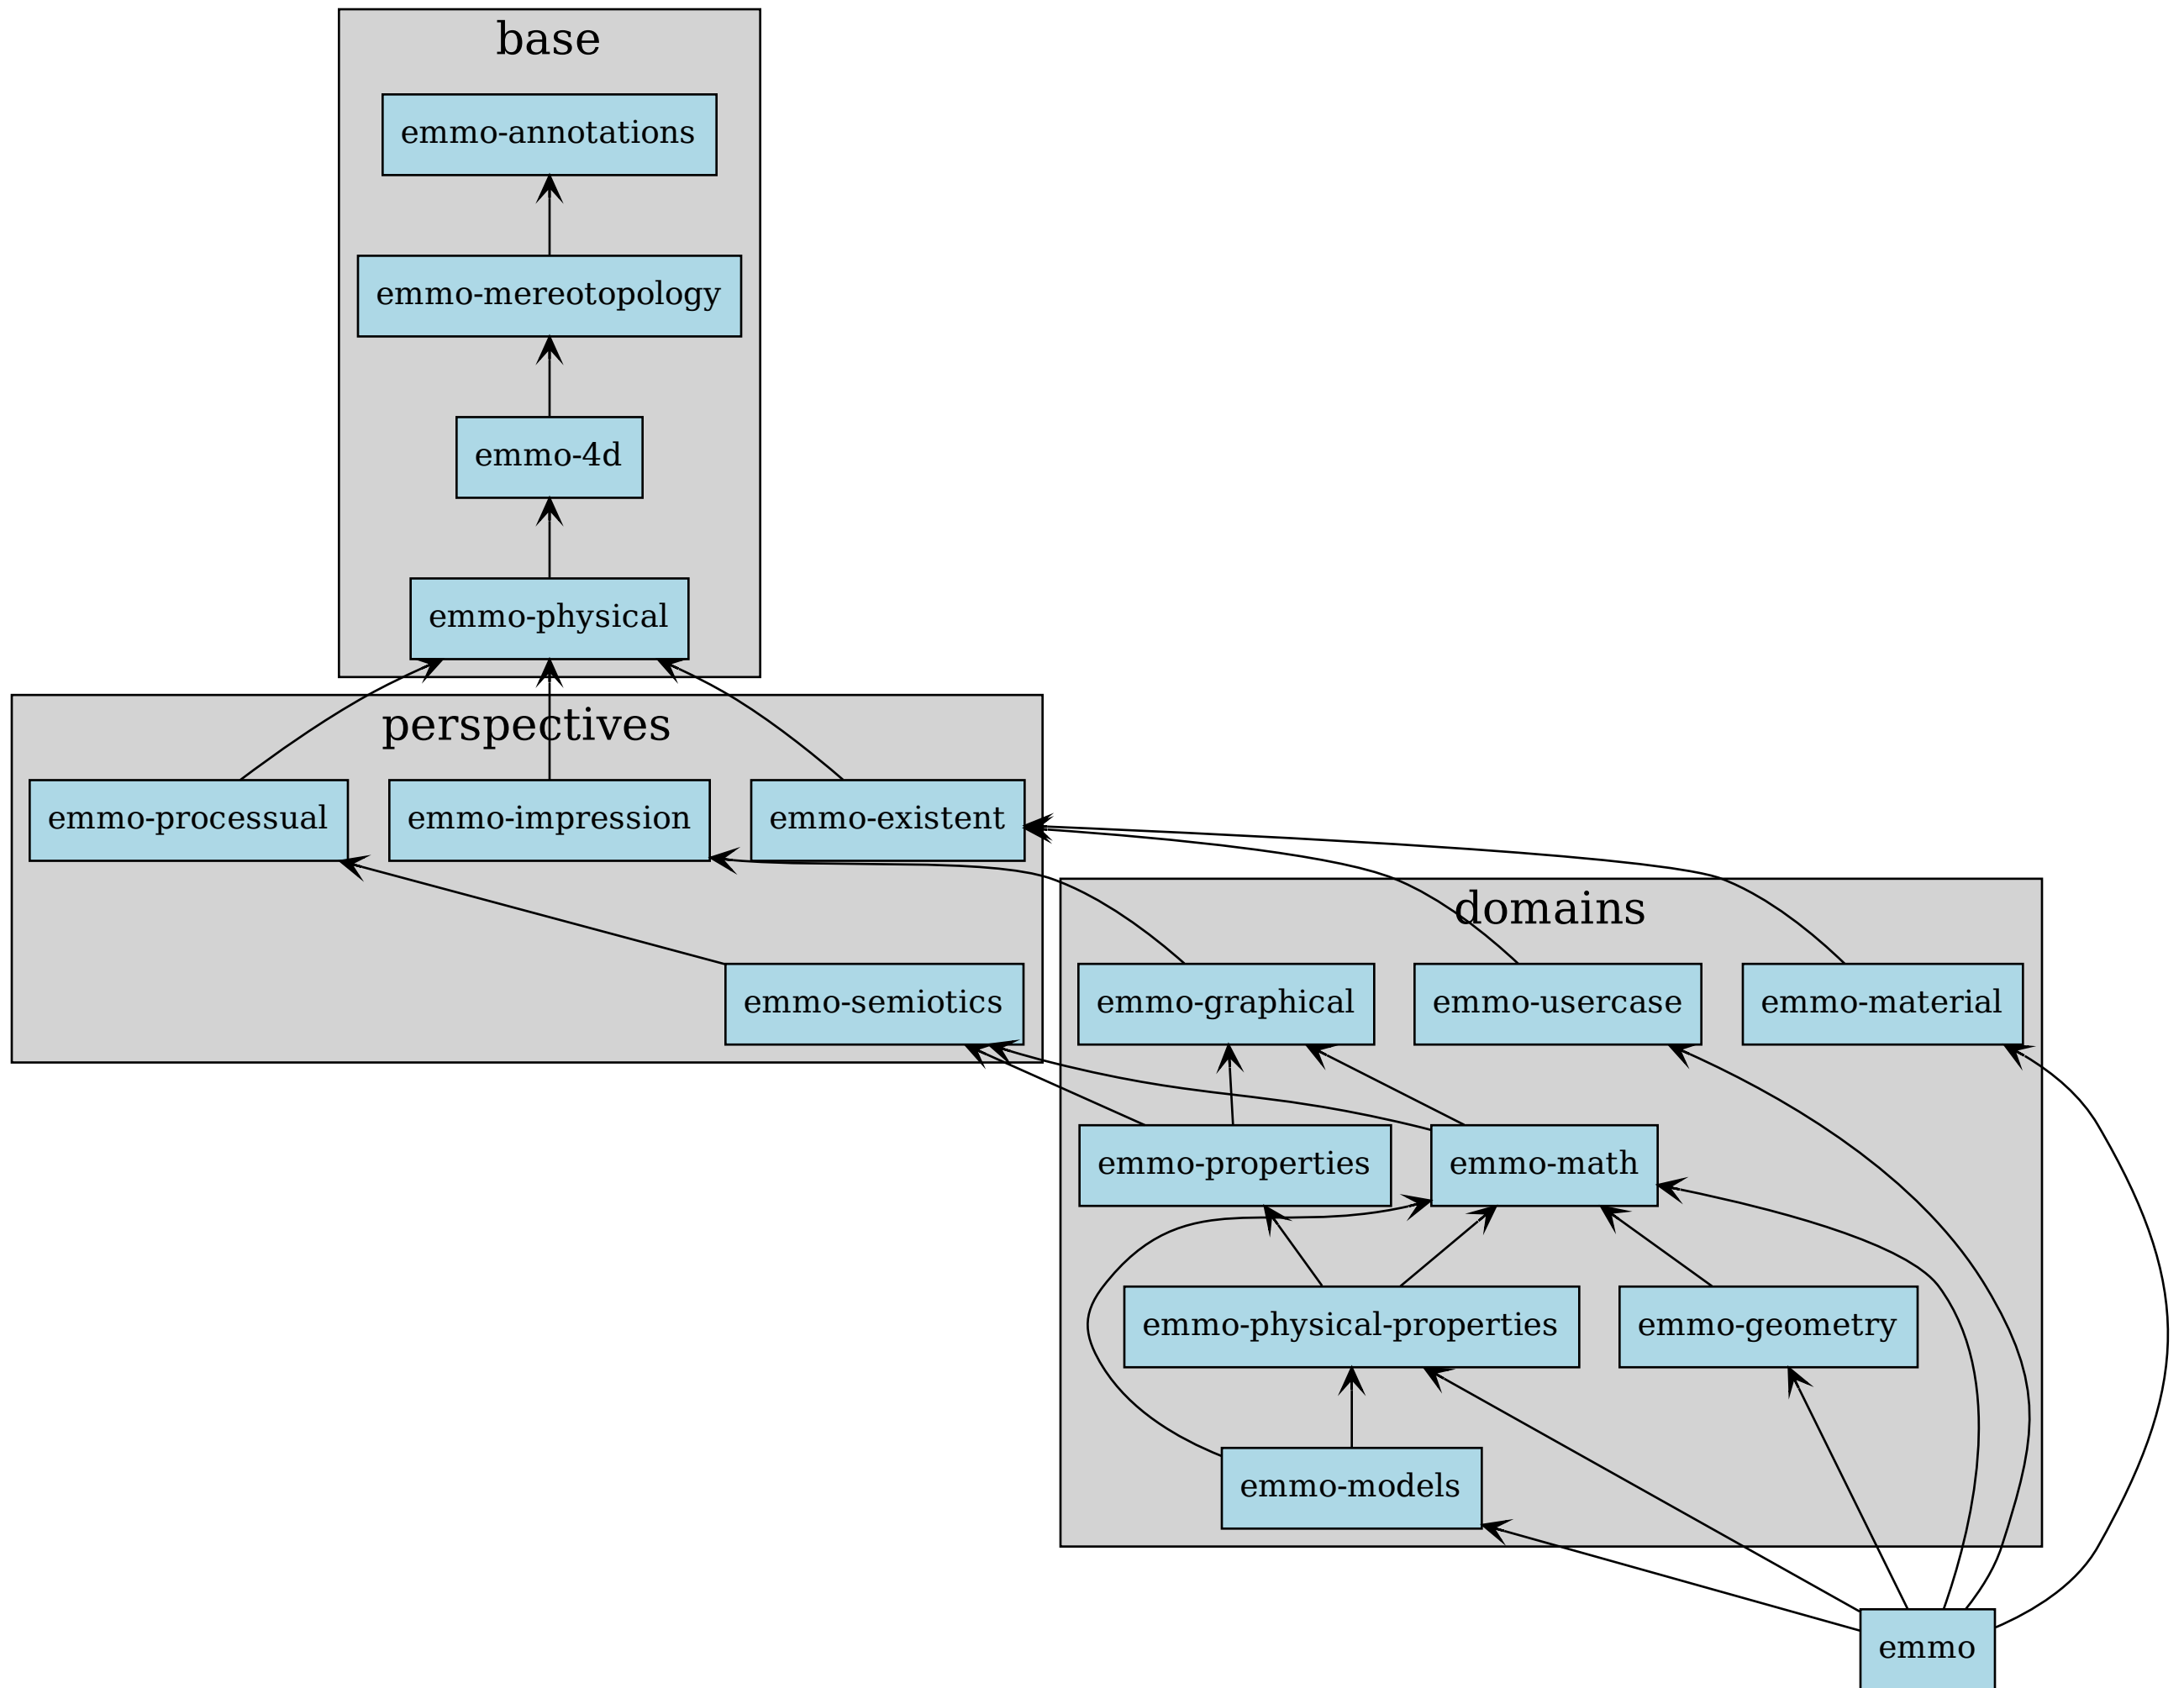 base
emmo-annotations
emmo-mereotopology
emmo-4d
emmo-physical
perspectives
emmo-processual
emmo-impression
emmo-existent
emmo-semiotics
domains
emmo-graphical
emmo-usercase
emmo-material
emmo-properties
emmo-math
emmo-physical-properties
emmo-geometry
emmo-models
emmo